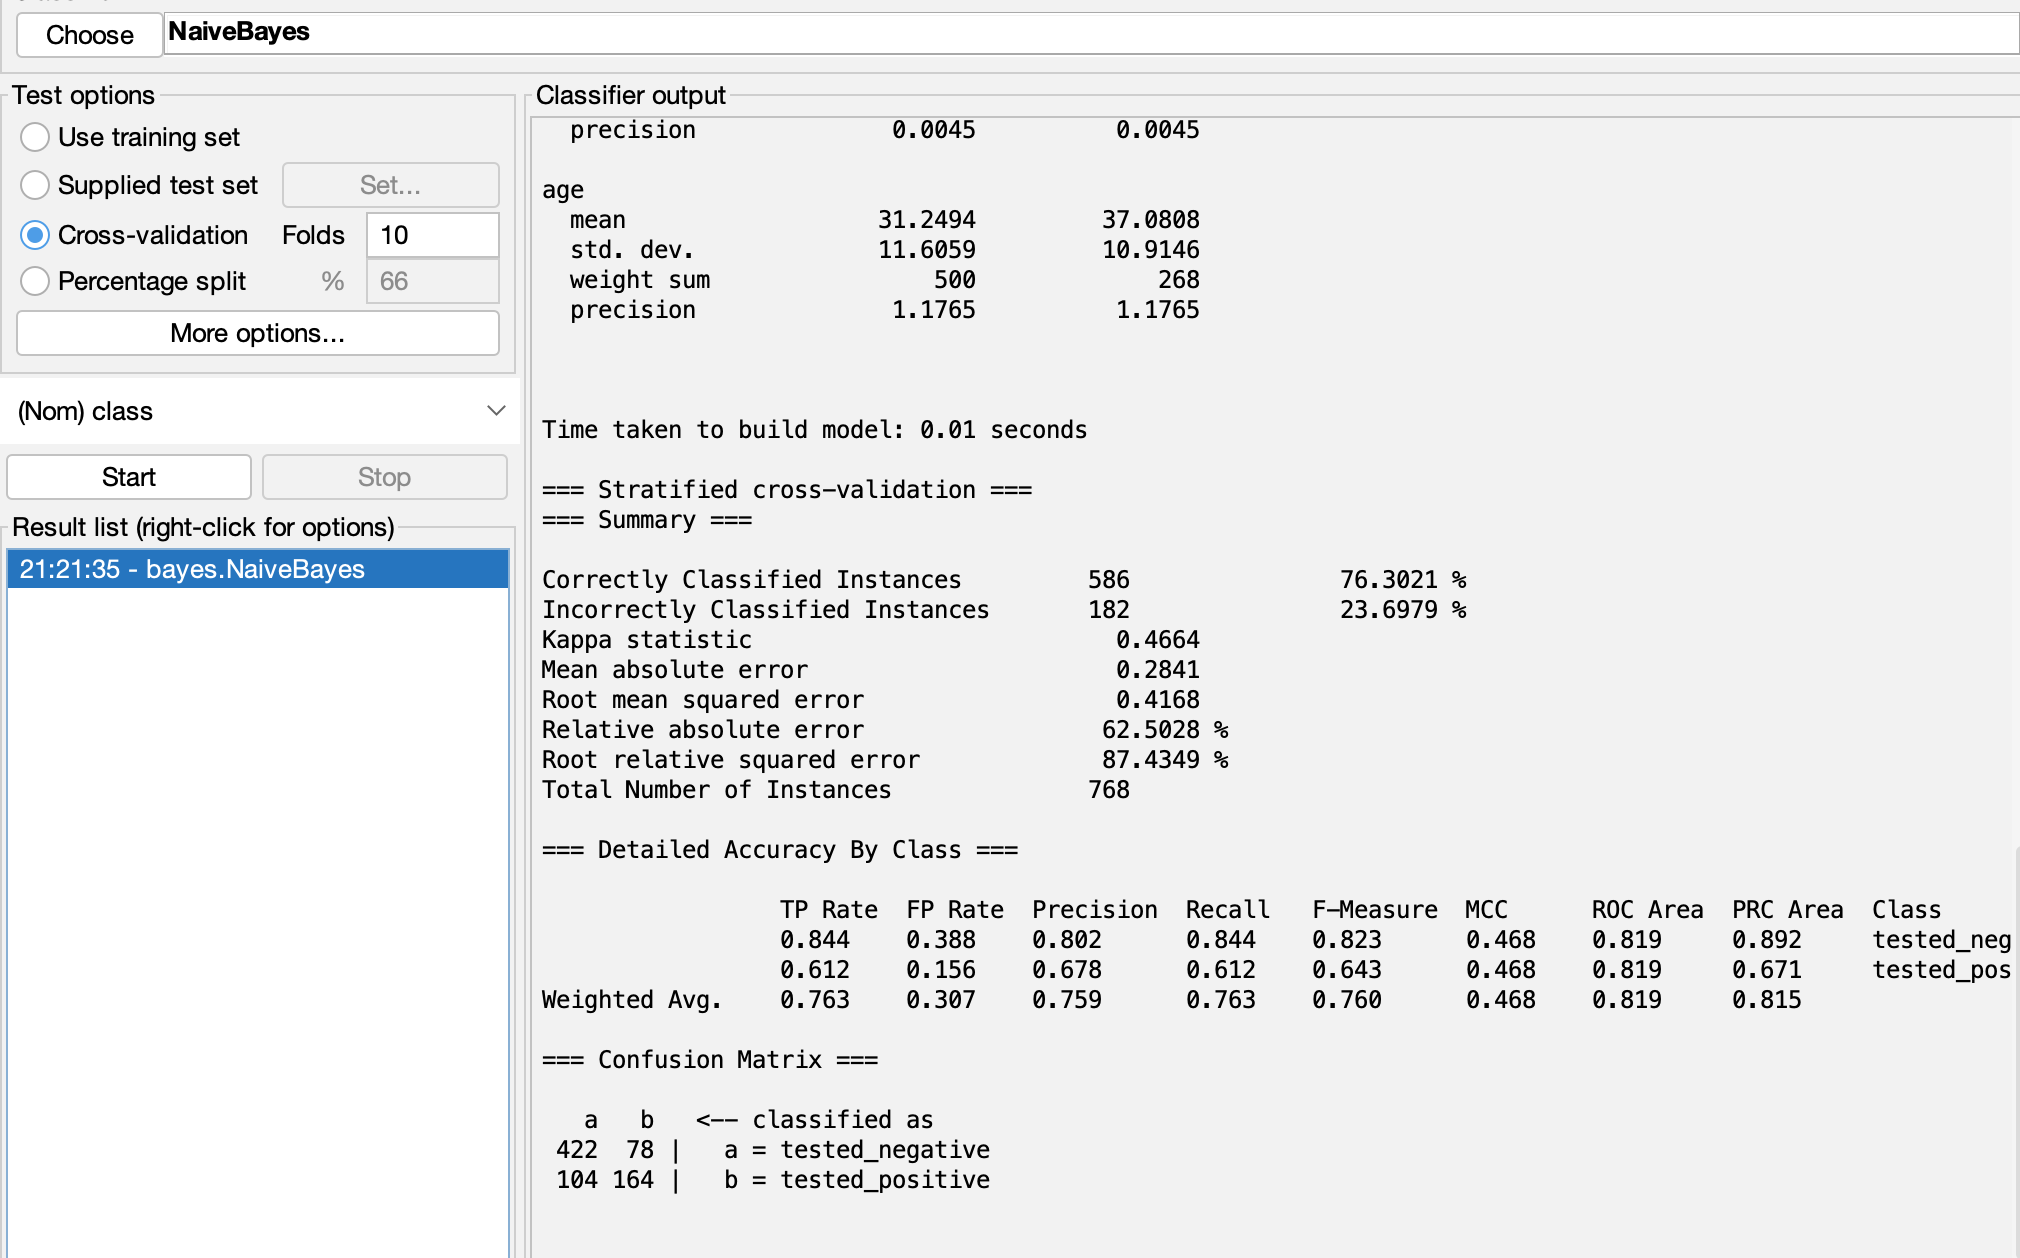 Choose NaiveBayes
Test options
Use training set
Supplied test set Set...
Cross-validation Folds 10
Percentage split % 66
More options...
(Nom) class
Start Stop
Result list (right-click for options)
21:21:35 - bayes.NaiveBayes
Classifier output
precision 0.0045 0.0045
age
mean 31.2494 37.0808
std. dev. 11.6059 10.9146
weight sum 500 268
precision 1.1765 1.1765
Time taken to build model: 0.01 seconds
=== Stratified cross-validation ===
=== Summary ===
Correctly Classified Instances 586 76.3021 %
Incorrectly Classified Instances 182 23.6979 %
Kappa statistic 0.4664
Mean absolute error 0.2841
Root mean squared error 0.4168
Relative absolute error 62.5028 %
Root relative squared error 87.4349 %
Total Number of Instances 768
=== Detailed Accuracy By Class ===
TP Rate FP Rate Precision Recall F-Measure MCC ROC Area PRC Area Class
0.844 0.388 0.802 0.844 0.823 0.468 0.819 0.892 tested_neg
0.612 0.156 0.678 0.612 0.643 0.468 0.819 0.671 tested_pos
Weighted Avg. 0.763 0.307 0.759 0.763 0.760 0.468 0.819 0.815
=== Confusion Matrix ===
a b <-- classified as
422 78 | a = tested_negative
104 164 | b = tested_positive